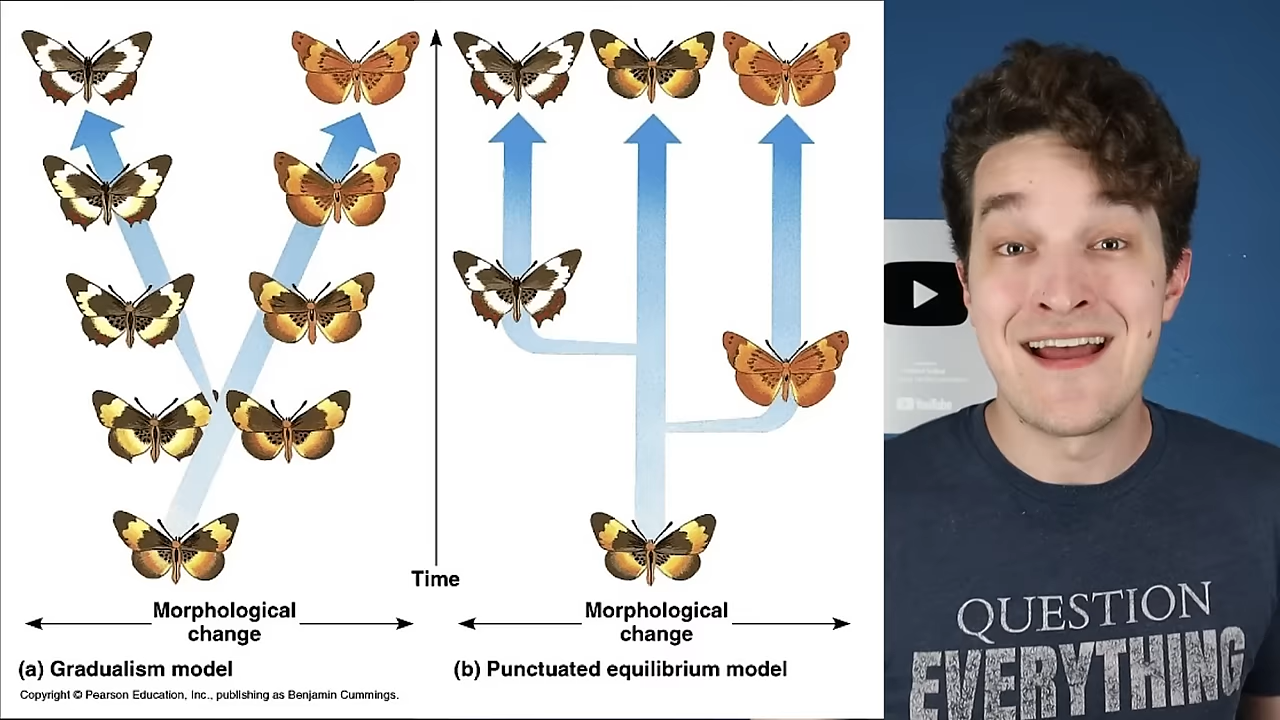 Time
Morphological
change
Morphological
change
(a) Gradualism model
(b) Punctuated equilibrium model
Copyright © Pearson Education, Inc., publishing as Benjamin Cummings.
YouTube
QUESTION
EVERYTHING